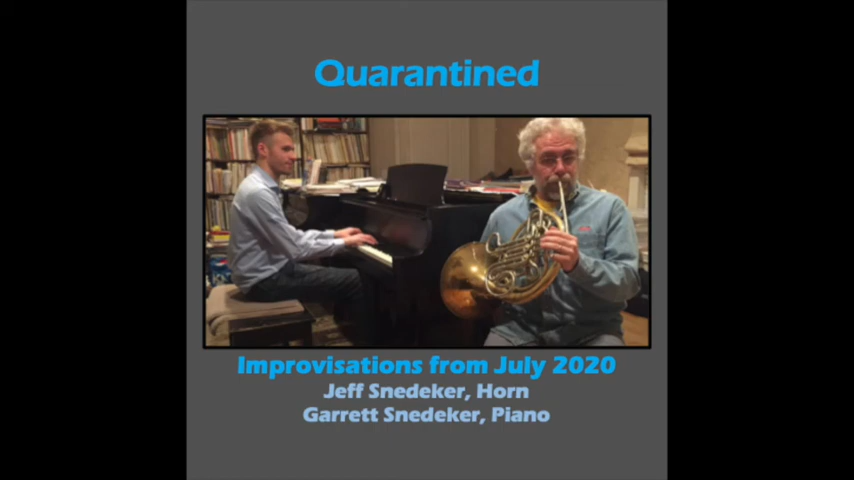 Quarantined
Improvisations from July 2020
Jeff Snedeker, Horn
Garrett Snedeker, Piano